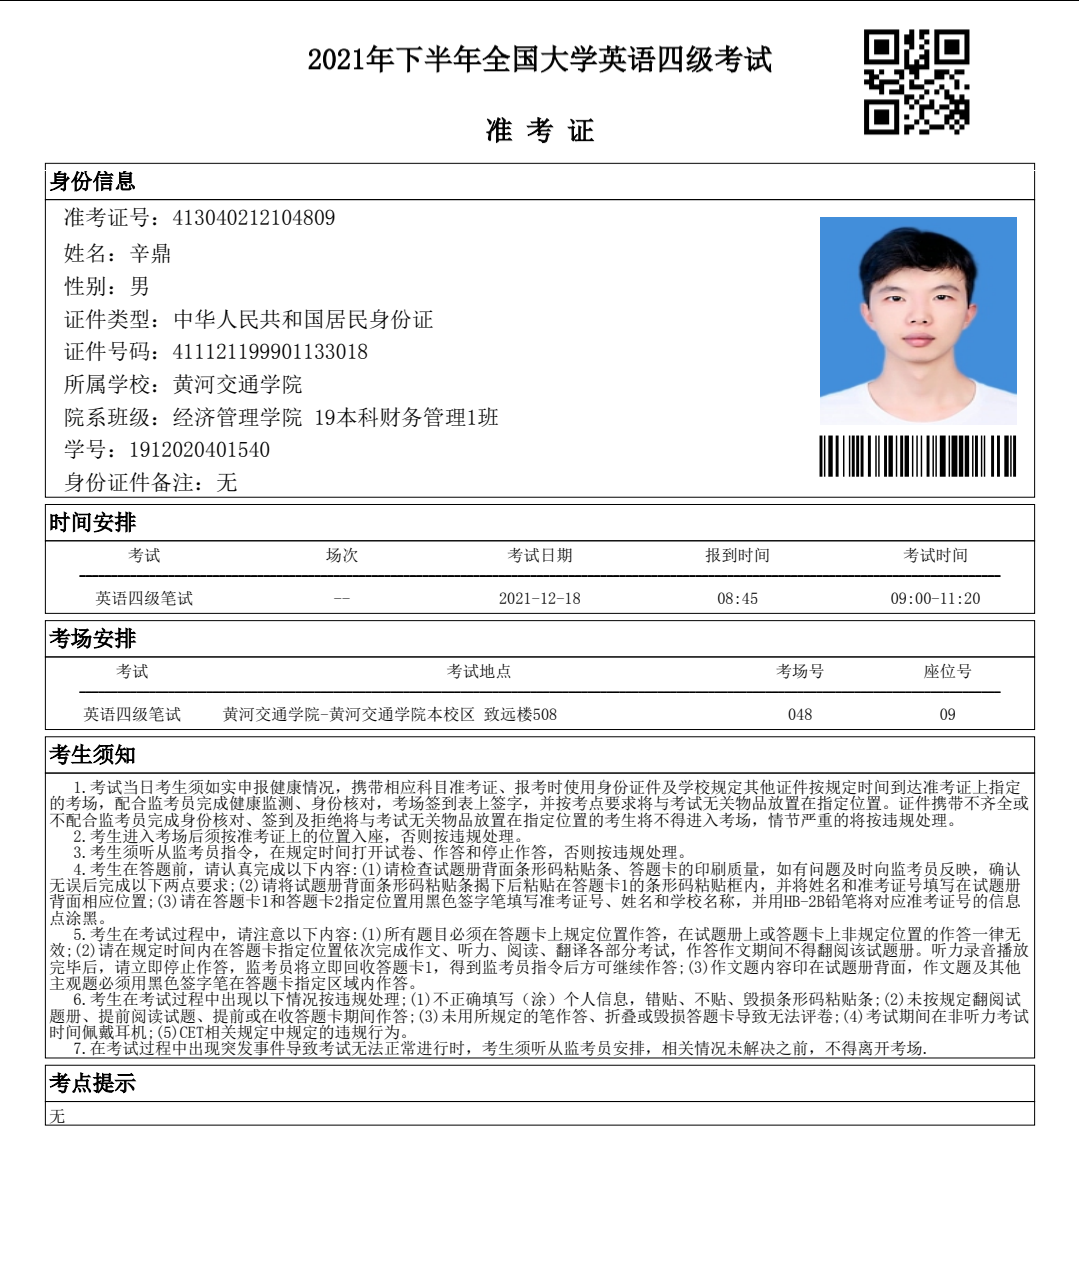 2021年下半年全国大学英语四级考试
准 考 证
身份信息
准考证号：413040212104809
姓名：辛鼎
性别：男
证件类型：中华人民共和国居民身份证
证件号码：411121199901133018
所属学校：黄河交通学院
院系班级：经济管理学院 19本科财务管理1班
学号：1912020401540
身份证件备注：无
时间安排
考试 场次 考试日期 报到时间 考试时间
英语四级笔试 -- 2021-12-18 08:45 09:00-11:20
考场安排
考试 考试地点 考场号 座位号
英语四级笔试 黄河交通学院-黄河交通学院本校区 致远楼508 048 09
考生须知
1.考试当日考生须如实申报健康情况，携带相应科目准考证、报考时使用身份证件及学校规定其他证件按规定时间到达准考证上指定
的考场，配合监考员完成健康监测、身份核对，考场签到表上签字，并按考点要求将与考试无关物品放置在指定位置。证件携带不齐全或
不配合监考员完成身份核对、签到及拒绝将与考试无关物品放置在指定位置的考生将不得进入考场，情节严重的将按违规处理。
2.考生进入考场后须按准考证上的位置入座，否则按违规处理。
3.考生须听从监考员指令，在规定时间打开试卷、作答和停止作答，否则按违规处理。
4.考生在答题前，请认真完成以下内容:(1)请检查试题册背面条形码粘贴条、答题卡的印刷质量，如有问题及时向监考员反映，确认
无误后完成以下两点要求;(2)请将试题册背面条形码粘贴条揭下后粘贴在答题卡1的条形码粘贴框内，并将姓名和准考证号填写在试题册
背面相应位置;(3)请在答题卡1和答题卡2指定位置用黑色签字笔填写准考证号、姓名和学校名称，并用HB-2B铅笔将对应准考证号的信息
点涂黑。
5.考生在考试过程中，请注意以下内容:(1)所有题目必须在答题卡上规定位置作答，在试题册上或答题卡上非规定位置的作答一律无
效;(2)请在规定时间内在答题卡指定位置依次完成作文、听力、阅读、翻译各部分考试，作答作文期间不得翻阅该试题册。听力录音播放
完毕后，请立即停止作答，监考员将立即回收答题卡1，得到监考员指令后方可继续作答;(3)作文题内容印在试题册背面，作文题及其他
主观题必须用黑色签字笔在答题卡指定区域内作答。
6.考生在考试过程中出现以下情况按违规处理;(1)不正确填写（涂）个人信息，错贴、不贴、毁损条形码粘贴条;(2)未按规定翻阅试
题册、提前阅读试题、提前或在收答题卡期间作答;(3)未用所规定的笔作答、折叠或毁损答题卡导致无法评卷;(4)考试期间在非听力考试
时间佩戴耳机;(5)CET相关规定中规定的违规行为。
7.在考试过程中出现突发事件导致考试无法正常进行时，考生须听从监考员安排，相关情况未解决之前，不得离开考场.
考点提示
无